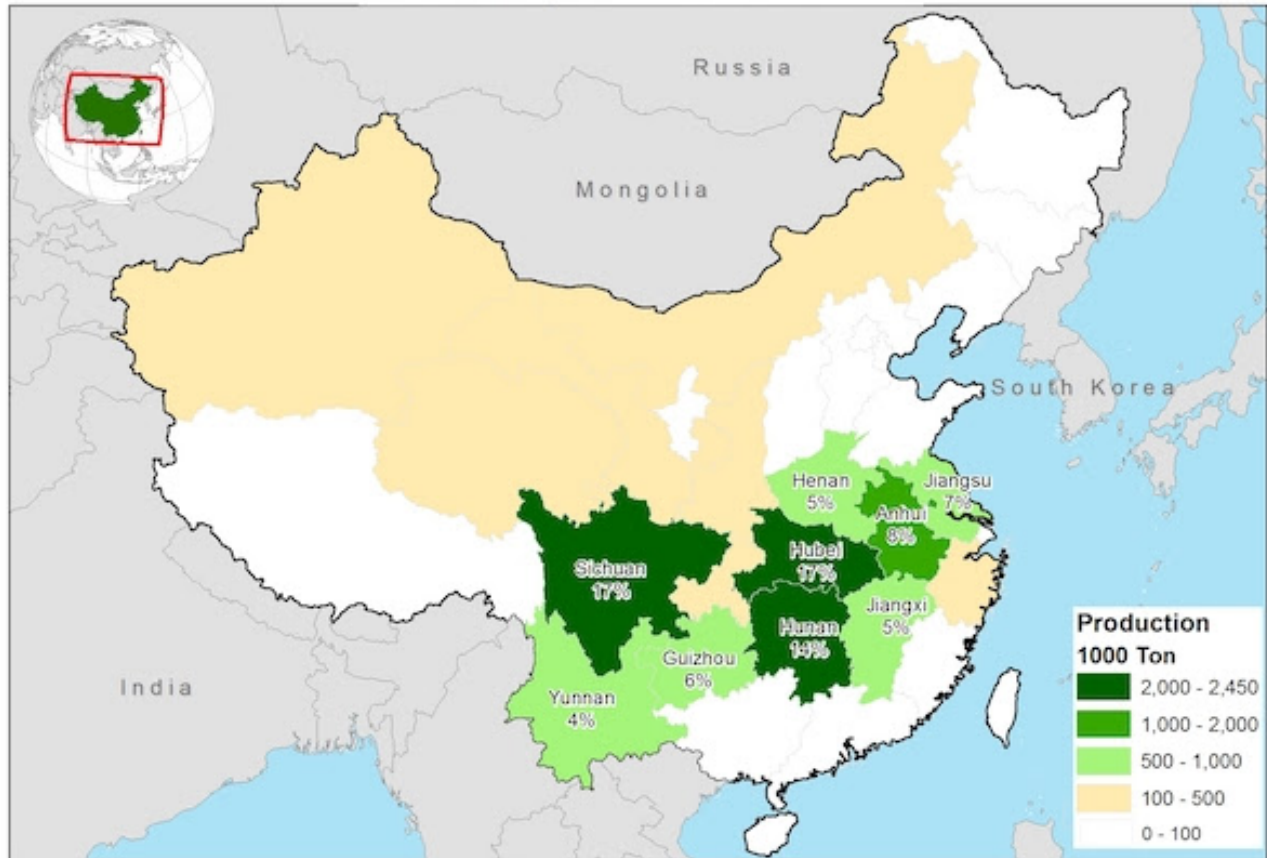 Russia
Mongolia
South Korea
Henan
5%
Jiangsu
7%
Anhui
8%
Hubei
17%
Sichuan
17%
Jiangxi
5%
Hunan
14%
Guizhou
6%
Yunnan
4%
India
Production
1000 Ton
2,000 - 2,450
1,000 - 2,000
500 - 1,000
100 - 500
0 - 100